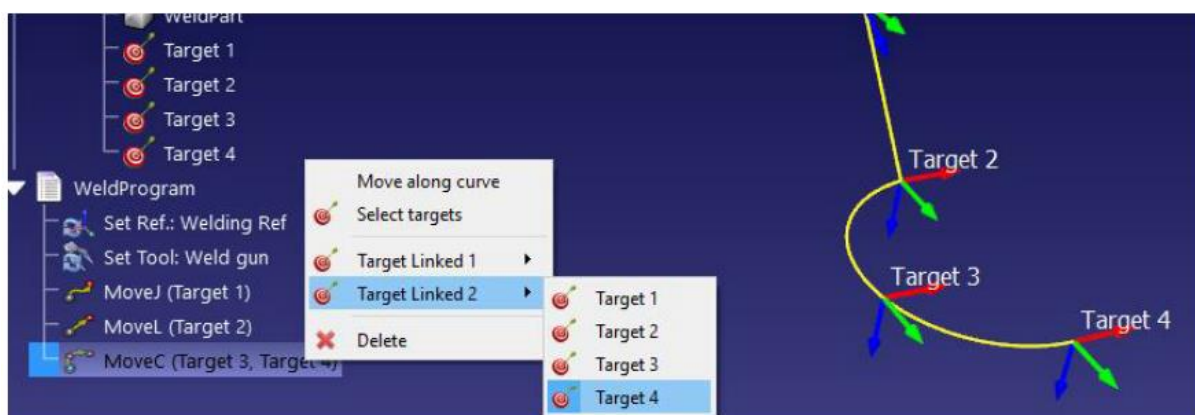 WeldPart
Target 1
Target 2
Target 3
Target 4
WeldProgram
Set Ref.: Welding Ref
Set Tool: Weld gun
MoveJ (Target 1)
MoveL (Target 2)
MoveC (Target 3, Target 4)
Move along curve
Select targets
Target Linked 1
Target Linked 2
Delete
Target 1
Target 2
Target 3
Target 4
Target 2
Target 3
Target 4